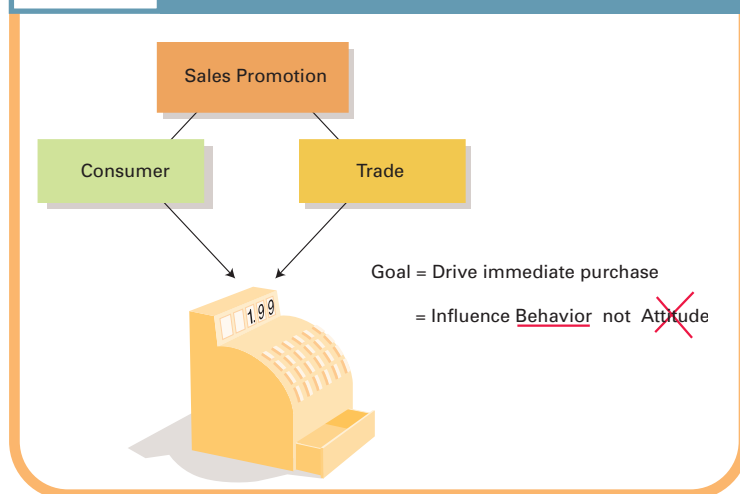 Sales Promotion
Consumer
Trade
Goal = Drive immediate purchase
= Influence Behavior not Attitude
1.99